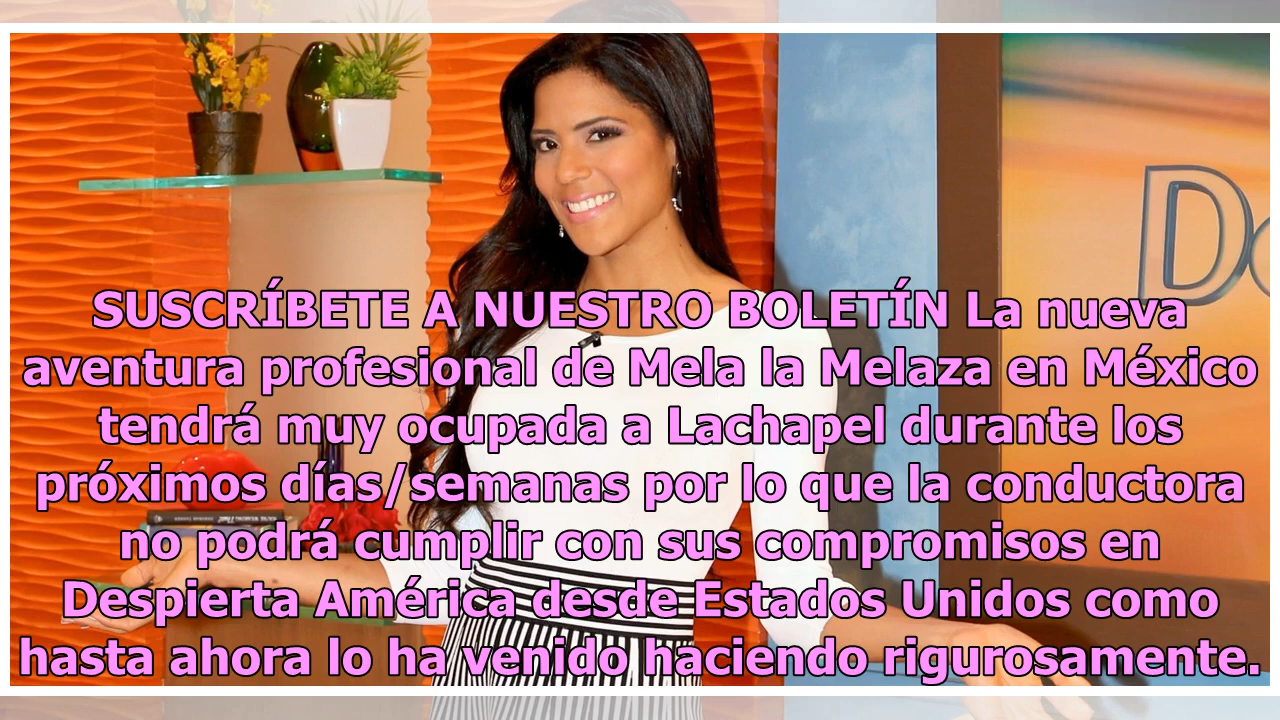 De
SUSCRÍBETE A NUESTRO BOLETÍN La nueva
aventura profesional de Mela la Melaza en México
tendrá muy ocupada a Lachapel durante los
próximos días/semanas por lo que la conductora
no podrá cumplir con sus compromisos en
Despierta América desde Estados Unidos como
hasta ahora lo ha venido haciendo rigurosamente.